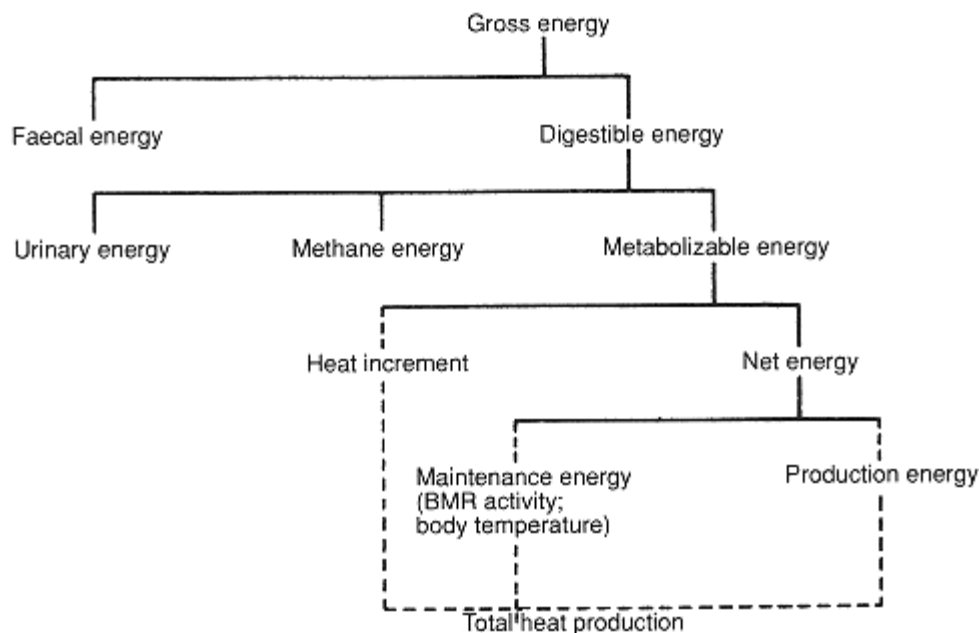 Gross energy
Faecal energy
Digestible energy
Urinary energy
Methane energy
Metabolizable energy
Heat increment
Net energy
Maintenance energy
(BMR activity;
body temperature)
Production energy
Total heat production